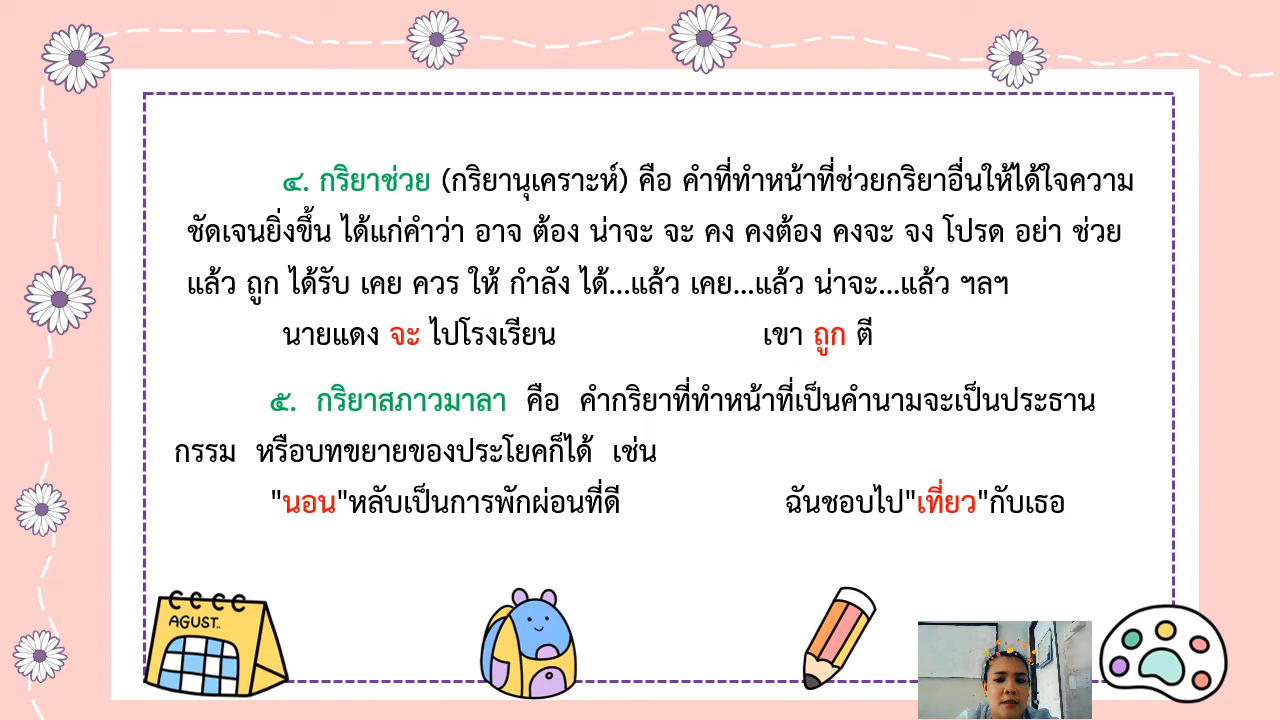 ๔. กริยาช่วย (กริยานุเคราะห์) คือ คำที่ทำหน้าที่ช่วยกริยาอื่นให้ได้ใจความ
ชัดเจนยิ่งขึ้น ได้แก่คำว่า อาจ ต้อง น่าจะ จะ คง คงต้อง คงจะ จง โปรด อย่า ช่วย
แล้ว ถูก ได้รับ เคย ควร ให้ กำลัง ได้...แล้ว เคย...แล้ว น่าจะ...แล้ว ฯลฯ
นายแดง จะ ไปโรงเรียน เขา ถูก ตี
๕. กริยาสภาวมาลา คือ คำกริยาที่ทำหน้าที่เป็นคำนามจะเป็นประธาน
กรรม หรือบทขยายของประโยคก็ได้ เช่น
"นอน"หลับเป็นการพักผ่อนที่ดี ฉันชอบไป"เที่ยว"กับเธอ
AGUST..